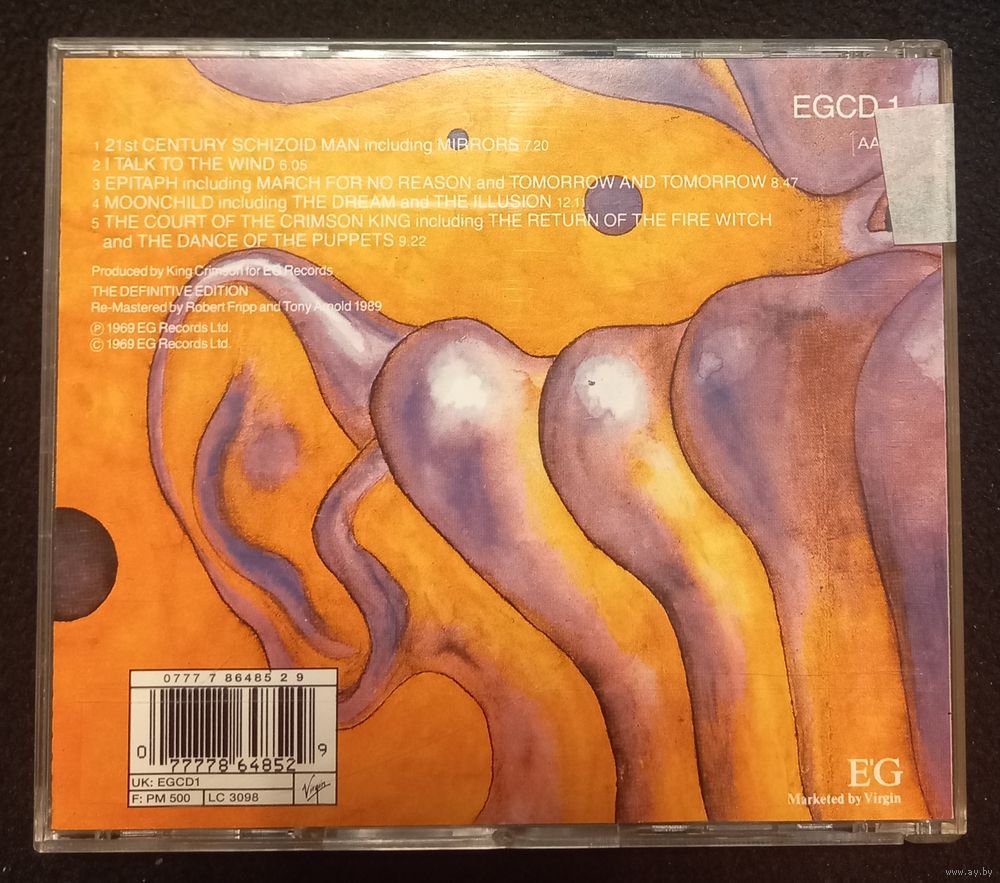 EGCD 1
AA
1 21st CENTURY SCHIZOID MAN including MIRRORS 7.20
2 I TALK TO THE WIND 6.05
3 EPITAPH including MARCH FOR NO REASON and TOMORROW AND TOMORROW 8.47
4 MOONCHILD including THE DREAM and THE ILLUSION
5 THE COURT OF THE CRIMSON KING including THE RETURN OF THE FIRE WITCH
and THE DANCE OF THE PUPPETS 9.22
Produced by King Crimson for EG Records
THE DEFINITIVE EDITION
Re-Mastered by Robert Fripp and Tony Arnold 1989
℗ 1969 EG Records Ltd.
© 1969 EG Records Ltd.
0777 7 86485 2 9
0 77778 64852 9
UK: EGCD1
F: PM 500 LC 3098
Virgin
E'G
Marketed by Virgin
www.ay.by